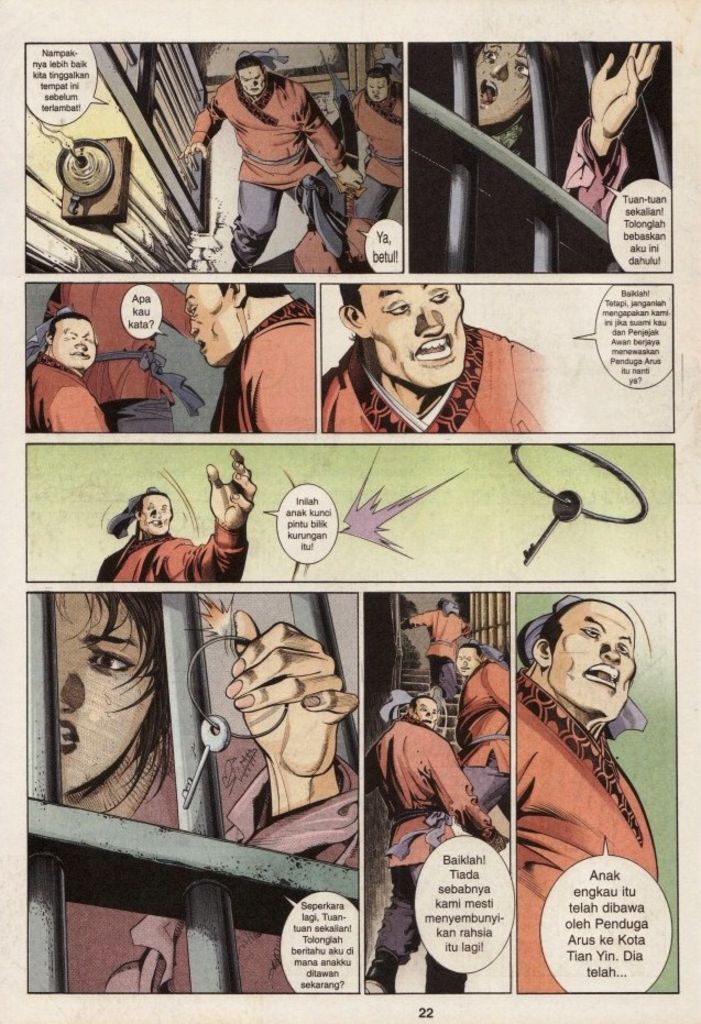 Nampak-
nya lebih baik
kita tinggalkan
tempat ini
sebelum
terlambat!
Ya,
betul!
Tuan-tuan
sekalian!
Tolonglah
bebaskan
aku ini
dahulu!
Apa
kau
kata?
Baiklah!
Tetapi, janganlah
mengapakan kami-
ini jika suami kau
dan Penjejak
Awan berjaya
menewaskan
Penduga Arus
itu nanti
ya?
Inilah
anak kunci
pintu bilik
kurungan
itu!
Seperkara
lagi, Tuan-
tuan sekalian!
Tolonglah
beritahu aku di
mana anakku
ditawan
sekarang?
Baiklah!
Tiada
sebabnya
kami mesti
menyembunyi-
kan rahsia
itu lagi!
Anak
engkau itu
telah dibawa
oleh Penduga
Arus ke Kota
Tian Yin. Dia
telah...
22